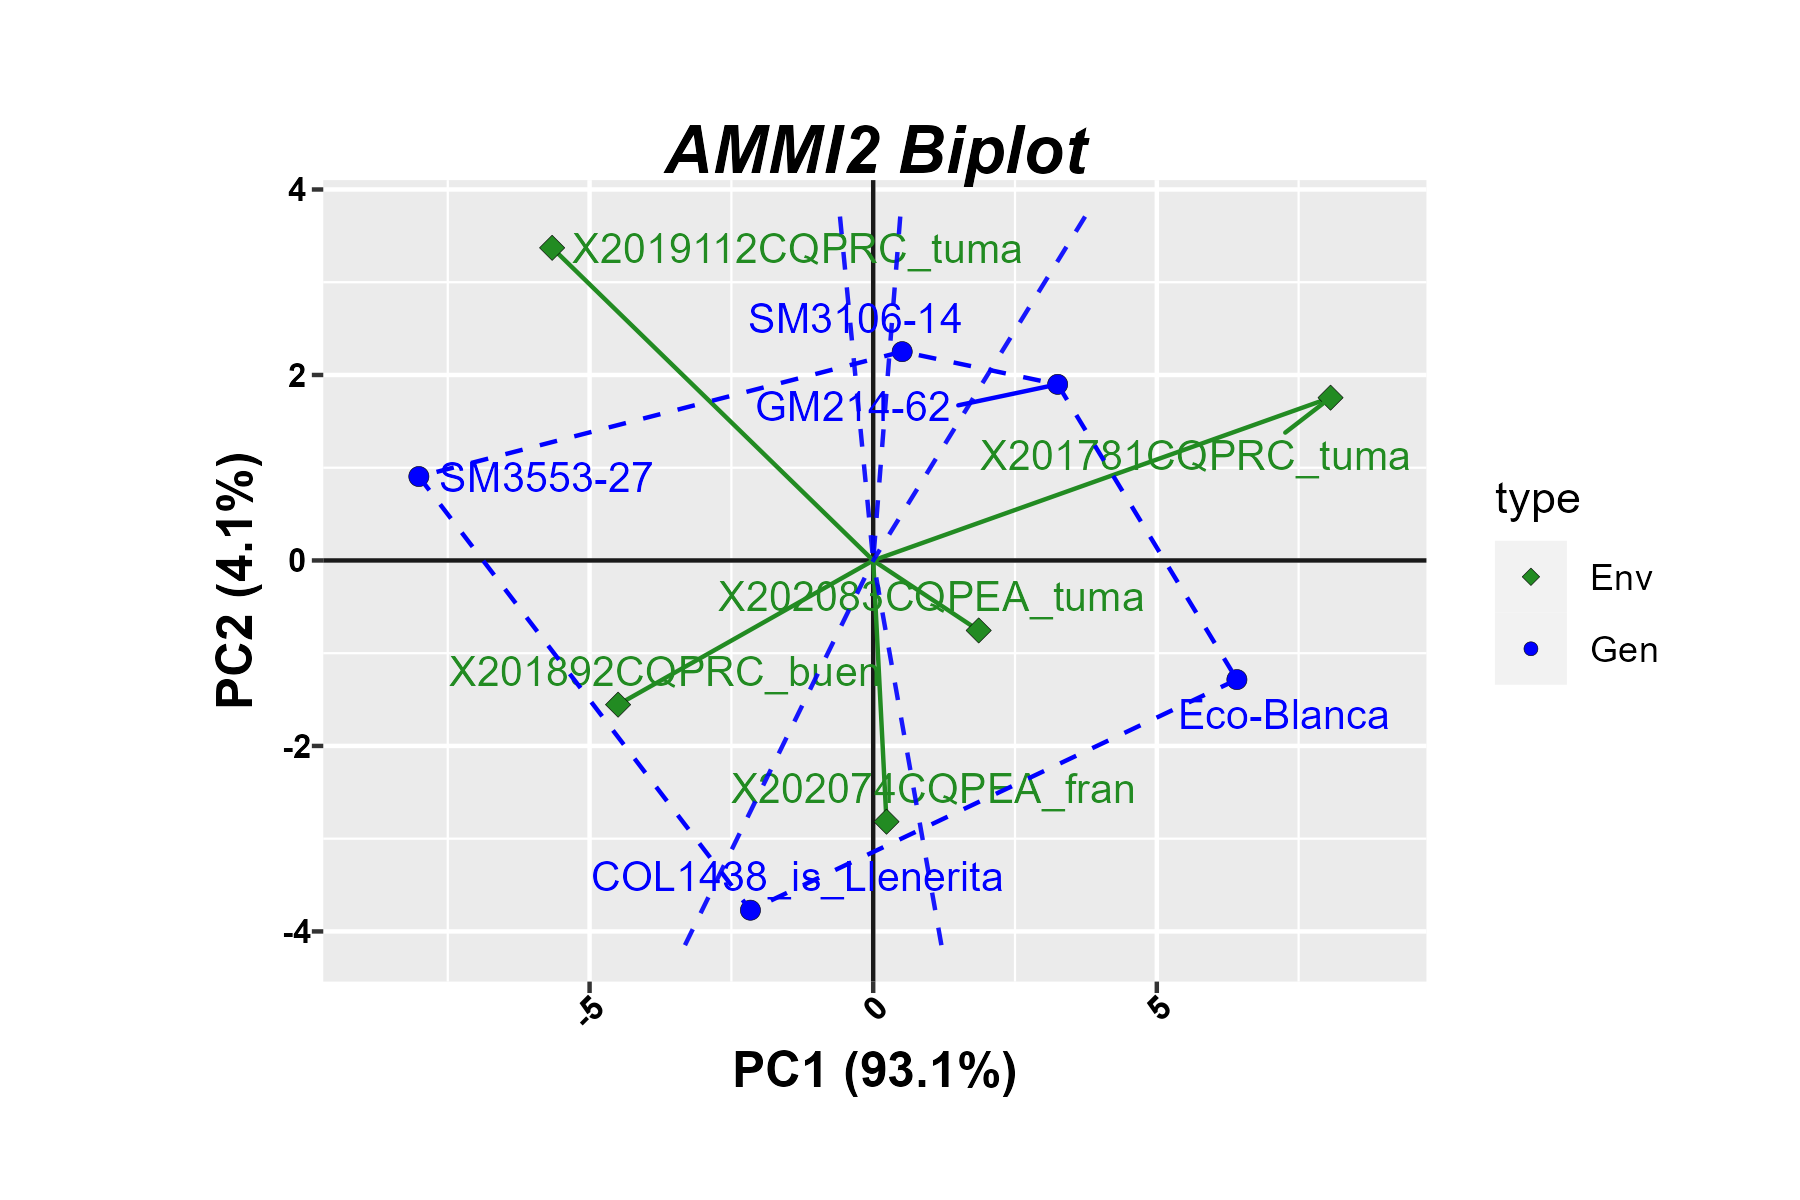 AMMI2 Biplot
4
2
0
-2
-4
PC2 (4.1%)
X2019112CQPRC_tuma
SM3106-14
GM214-62
X201781CQPRC_tuma
SM3553-27
X202083CQPEA_tuma
X201892CQPRC_buen
Eco-Blanca
X202074CQPEA_fran
COL1438_is_Llenerita
-5
0
5
PC1 (93.1%)
type
Env
Gen